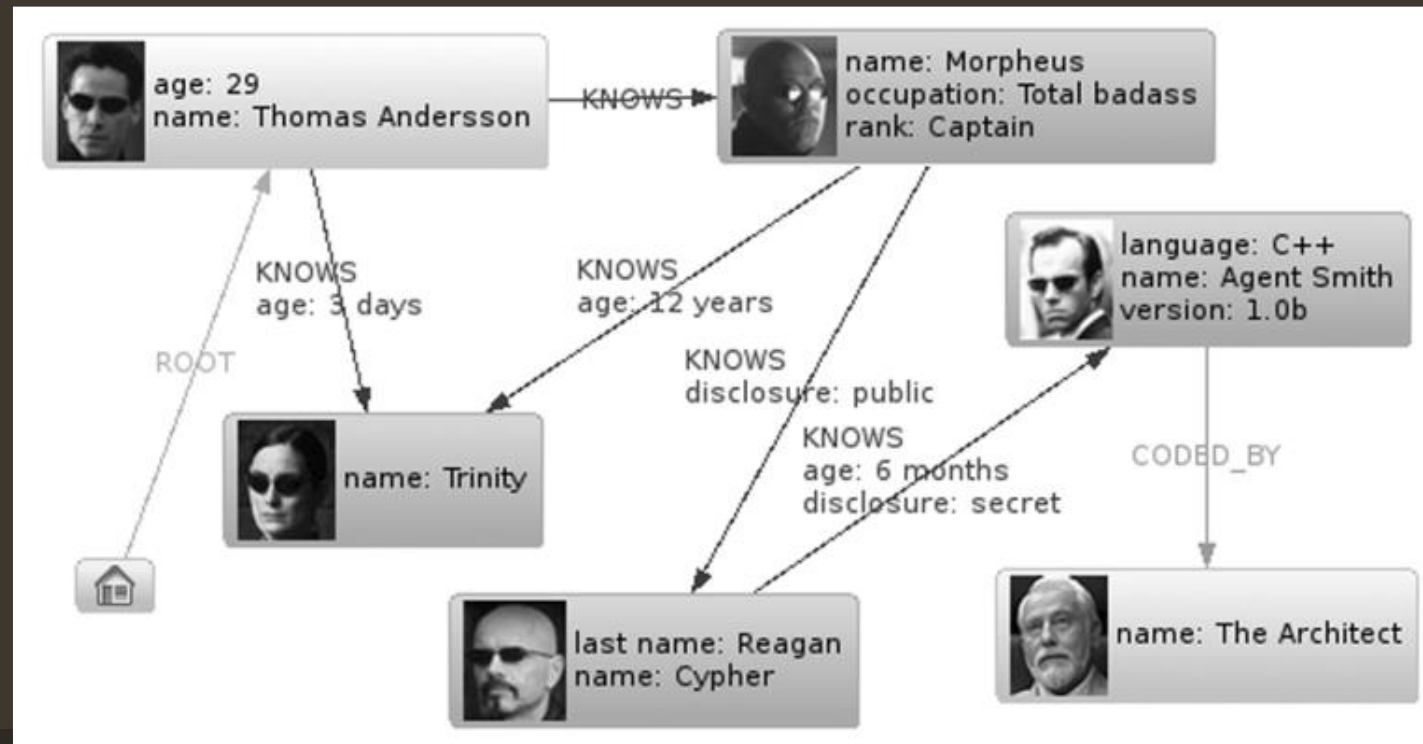 age: 29
name: Thomas Andersson
KNOWS
name: Morpheus
occupation: Total badass
rank: Captain
language: C++
name: Agent Smith
version: 1.0b
KNOWS
age: 3 days
KNOWS
age: 12 years
ROOT
KNOWS
disclosure: public
KNOWS
age: 6 months
disclosure: secret
CODED_BY
name: Trinity
last name: Reagan
name: Cypher
name: The Architect